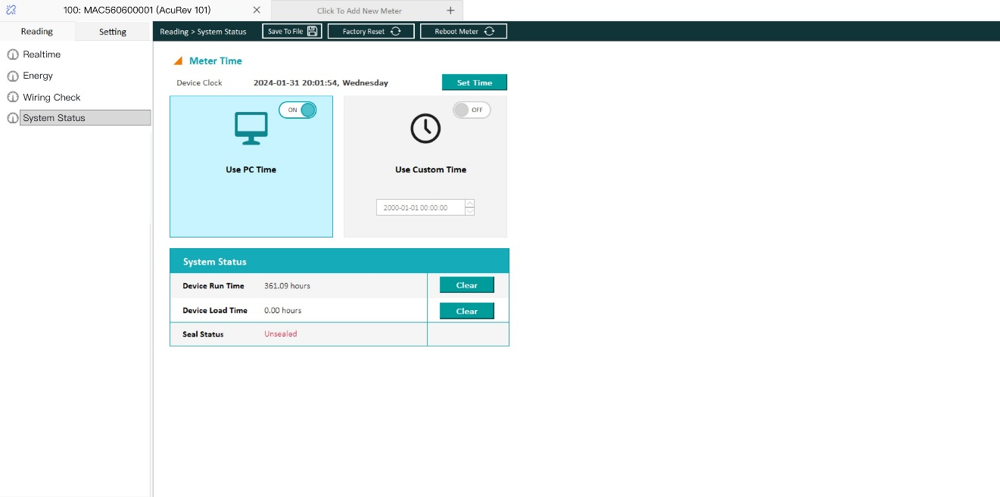 100: MAC560600001 (AcuRev 101)
Click To Add New Meter
Reading Setting
Reading > System Status Save To File Factory Reset Reboot Meter
Realtime
Energy
Wiring Check
System Status
Meter Time
Device Clock 2024-01-31 20:01:54, Wednesday Set Time
ON
Use PC Time
OFF
Use Custom Time
2000-01-01 00:00:00
System Status
Device Run Time 361.09 hours Clear
Device Load Time 0.00 hours Clear
Seal Status Unsealed